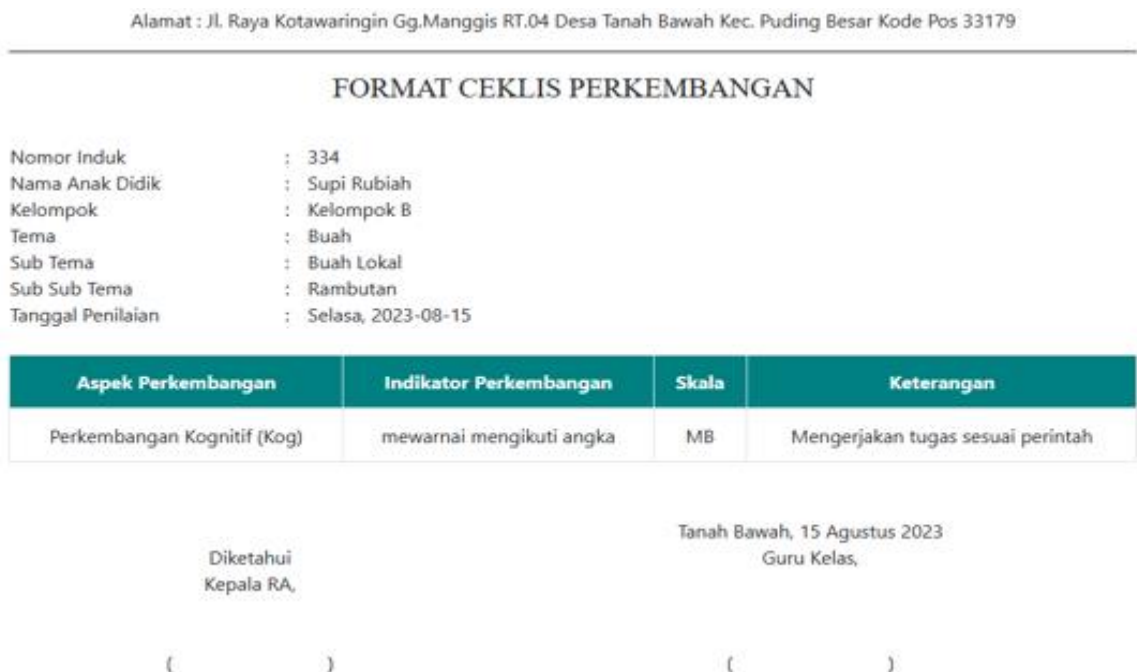 Alamat : Jl. Raya Kotawaringin Gg.Manggis RT.04 Desa Tanah Bawah Kec. Puding Besar Kode Pos 33179
FORMAT CEKLIS PERKEMBANGAN
Nomor Induk : 334
Nama Anak Didik : Supi Rubiah
Kelompok : Kelompok B
Tema : Buah
Sub Tema : Buah Lokal
Sub Sub Tema : Rambutan
Tanggal Penilaian : Selasa, 2023-08-15
Aspek Perkembangan Indikator Perkembangan Skala Keterangan
Perkembangan Kognitif (Kog) mewarnai mengikuti angka MB Mengerjakan tugas sesuai perintah
Tanah Bawah, 15 Agustus 2023
Diketahui Guru Kelas,
Kepala RA,
( ) ( )